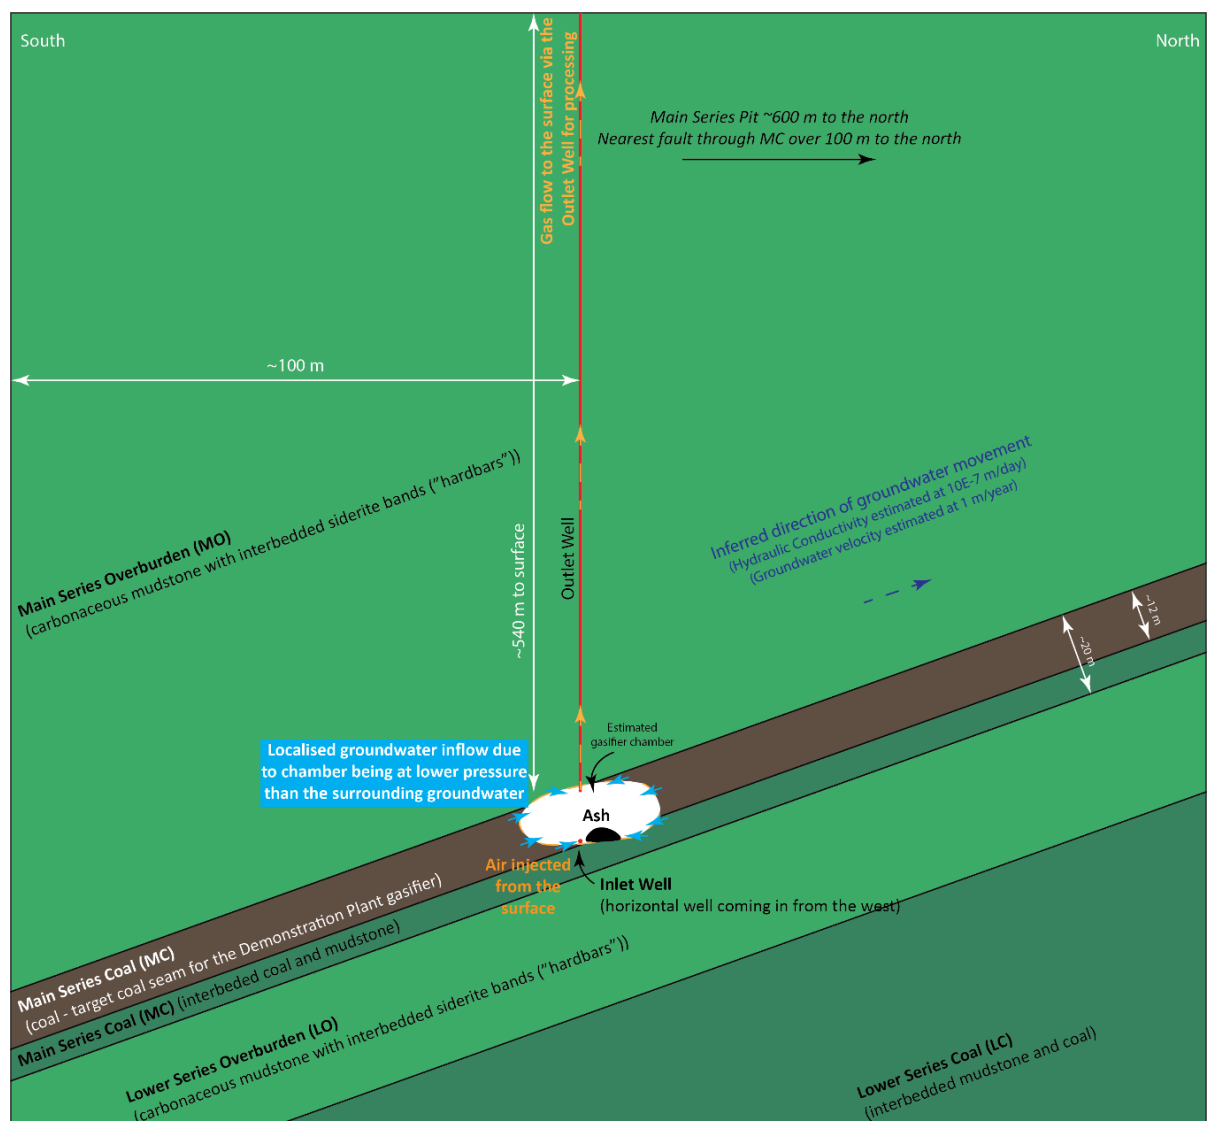 South
North
Gas flow to the surface via the
Outlet Well for processing
Main Series Pit ~600 m to the north
Nearest fault through MC over 100 m to the north
~100 m
Main Series Overburden (MO)
(carbonaceous mudstone with interbedded siderite bands ("hardbars"))
~540 m to surface
Outlet Well
Inferred direction of groundwater movement
(Hydraulic Conductivity estimated at 10E-7 m/day)
(Groundwater velocity estimated at 1 m/year)
~12 m
~20 m
Localised groundwater inflow due
to chamber being at lower pressure
than the surrounding groundwater
Estimated
gasifier chamber
Ash
Air injected
from the
surface
Inlet Well
(horizontal well coming in from the west)
Main Series Coal (MC)
(coal - target coal seam for the Demonstration Plant gasifier)
Main Series Coal (MC) (interbeded coal and mudstone)
Lower Series Overburden (LO)
(carbonaceous mudstone with interbedded siderite bands ("hardbars"))
Lower Series Coal (LC)
(interbedded mudstone and coal)